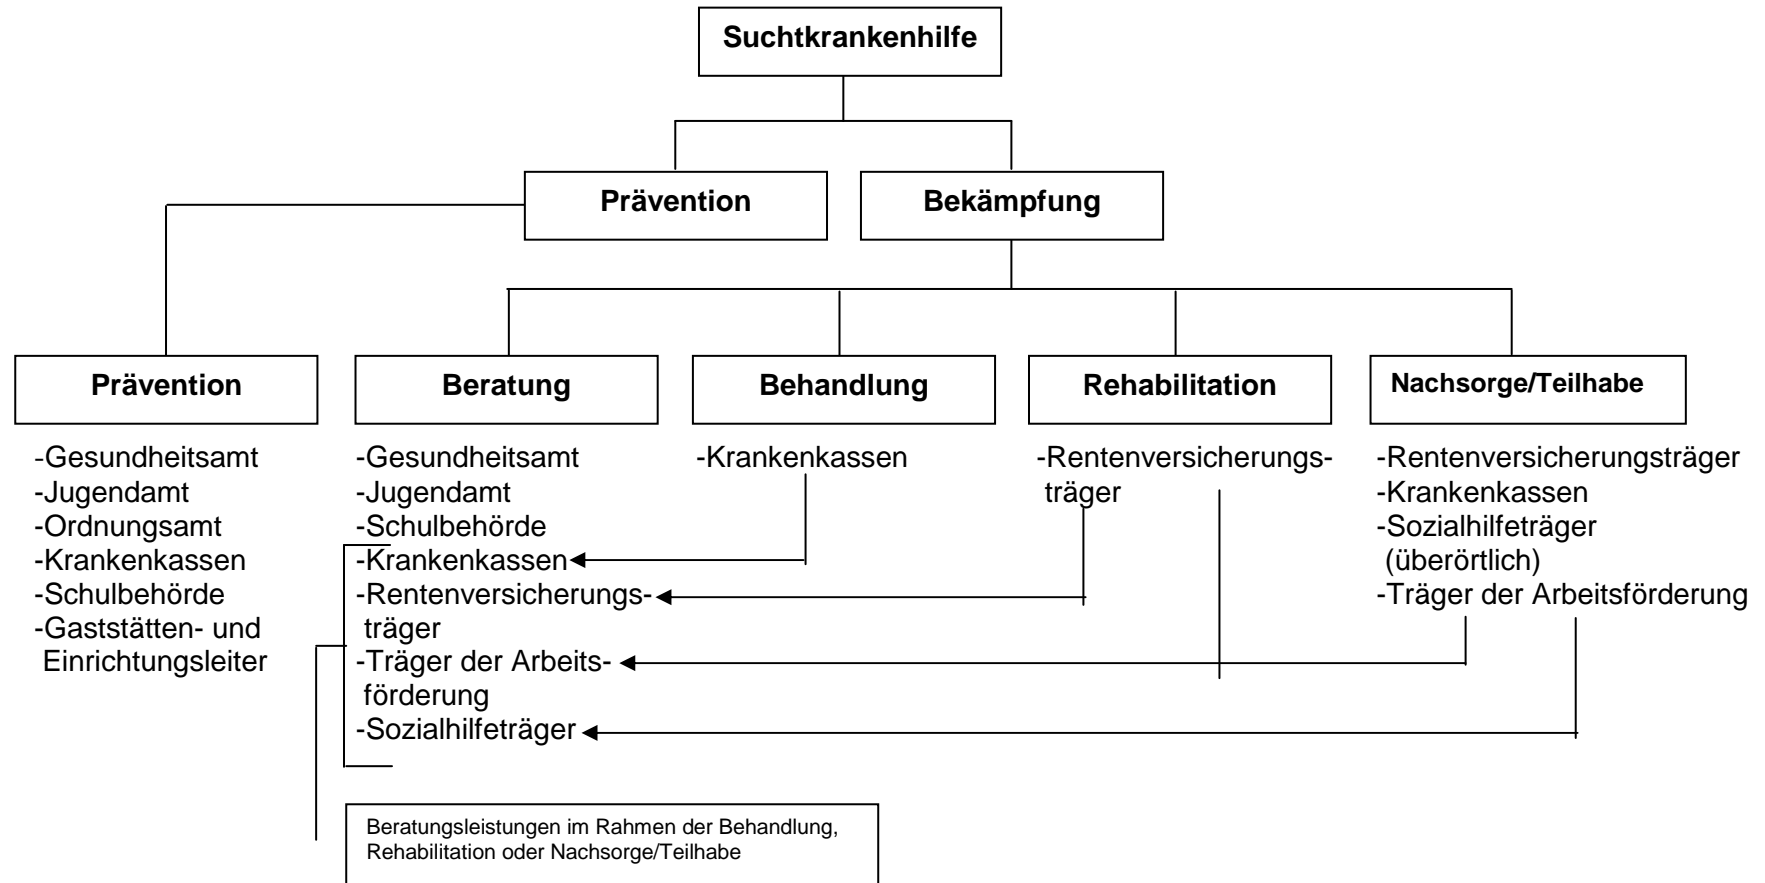 Suchtkrankenhilfe
Prävention
Bekämpfung
Prävention
-Gesundheitsamt
-Jugendamt
-Ordnungsamt
-Krankenkassen
-Schulbehörde
-Gaststätten- und
Einrichtungsleiter
Beratung
-Gesundheitsamt
-Jugendamt
-Schulbehörde
-Krankenkassen
-Rentenversicherungs-
träger
-Träger der Arbeits-
förderung
-Sozialhilfeträger
Behandlung
-Krankenkassen
Rehabilitation
-Rentenversicherungs-
träger
Nachsorge/Teilhabe
-Rentenversicherungsträger
-Krankenkassen
-Sozialhilfeträger
(überörtlich)
-Träger der Arbeitsförderung
Beratungsleistungen im Rahmen der Behandlung,
Rehabilitation oder Nachsorge/Teilhabe